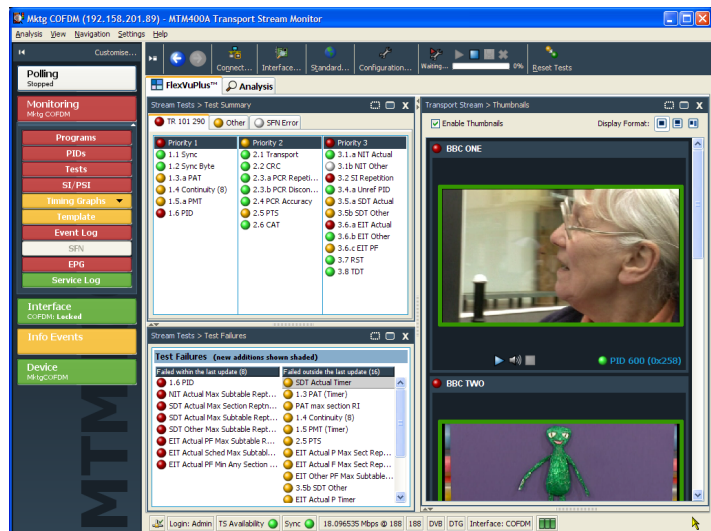 Mktg COFDM (192.158.201.89) - MTM400A Transport Stream Monitor
Analysis View Navigation Settings Help
Customise...
Connect... Interface... Standard... Configuration... Waiting... 0% Reset Tests
Polling
Stopped
Monitoring
Mktg COFDM
Programs
PIDs
Tests
SI/PSI
Timing Graphs
Template
Event Log
SFN
EPG
Service Log
Interface
COFDM: Locked
Info Events
Device
MktgCOFDM
MTM
FlexVuPlus™ Analysis
Stream Tests > Test Summary
TR 101 290 Other SFN Error
Priority 1
1.1 Sync
1.2 Sync Byte
1.3.a PAT
1.4 Continuity (8)
1.5.a PMT
1.6 PID
Priority 2
2.1 Transport
2.2 CRC
2.3.a PCR Repeti...
2.3.b PCR Discon...
2.4 PCR Accuracy
2.5 PTS
2.6 CAT
Priority 3
3.1.a NIT Actual
3.1b NIT Other
3.2 SI Repetition
3.4.a Unref PID
3.5.a SDT Actual
3.5b SDT Other
3.6.a EIT Actual
3.6.b EIT Other
3.6.c EIT PF
3.7 RST
3.8 TDT
Stream Tests > Test Failures
Test Failures (new additions shown shaded)
Failed within the last update (8)
1.6 PID
NIT Actual Max Subtable Rept...
SDT Actual Max Section Reptn...
SDT Actual Max Subtable Rept...
SDT Other Max Subtable Rept...
EIT Actual PF Max Subtable R...
EIT Actual Sched Max Subtabl...
EIT Actual PF Min Any Section ...
Failed outside the last update (16)
SDT Actual Timer
1.3 PAT (Timer)
PAT max section RI
1.4 Continuity (8)
1.5 PMT (Timer)
2.5 PTS
EIT Actual P Max Sect Rep...
EIT Actual F Max Sect Rep...
EIT Other PF Max Subtable...
3.5b SDT Other
EIT Actual P Timer
Transport Stream > Thumbnails
Enable Thumbnails Display Format:
BBC ONE
PID 600 (0x258)
BBC TWO
Login: Admin TS Availability Sync 18.096535 Mbps @ 188 188 DVB DTG Interface: COFDM